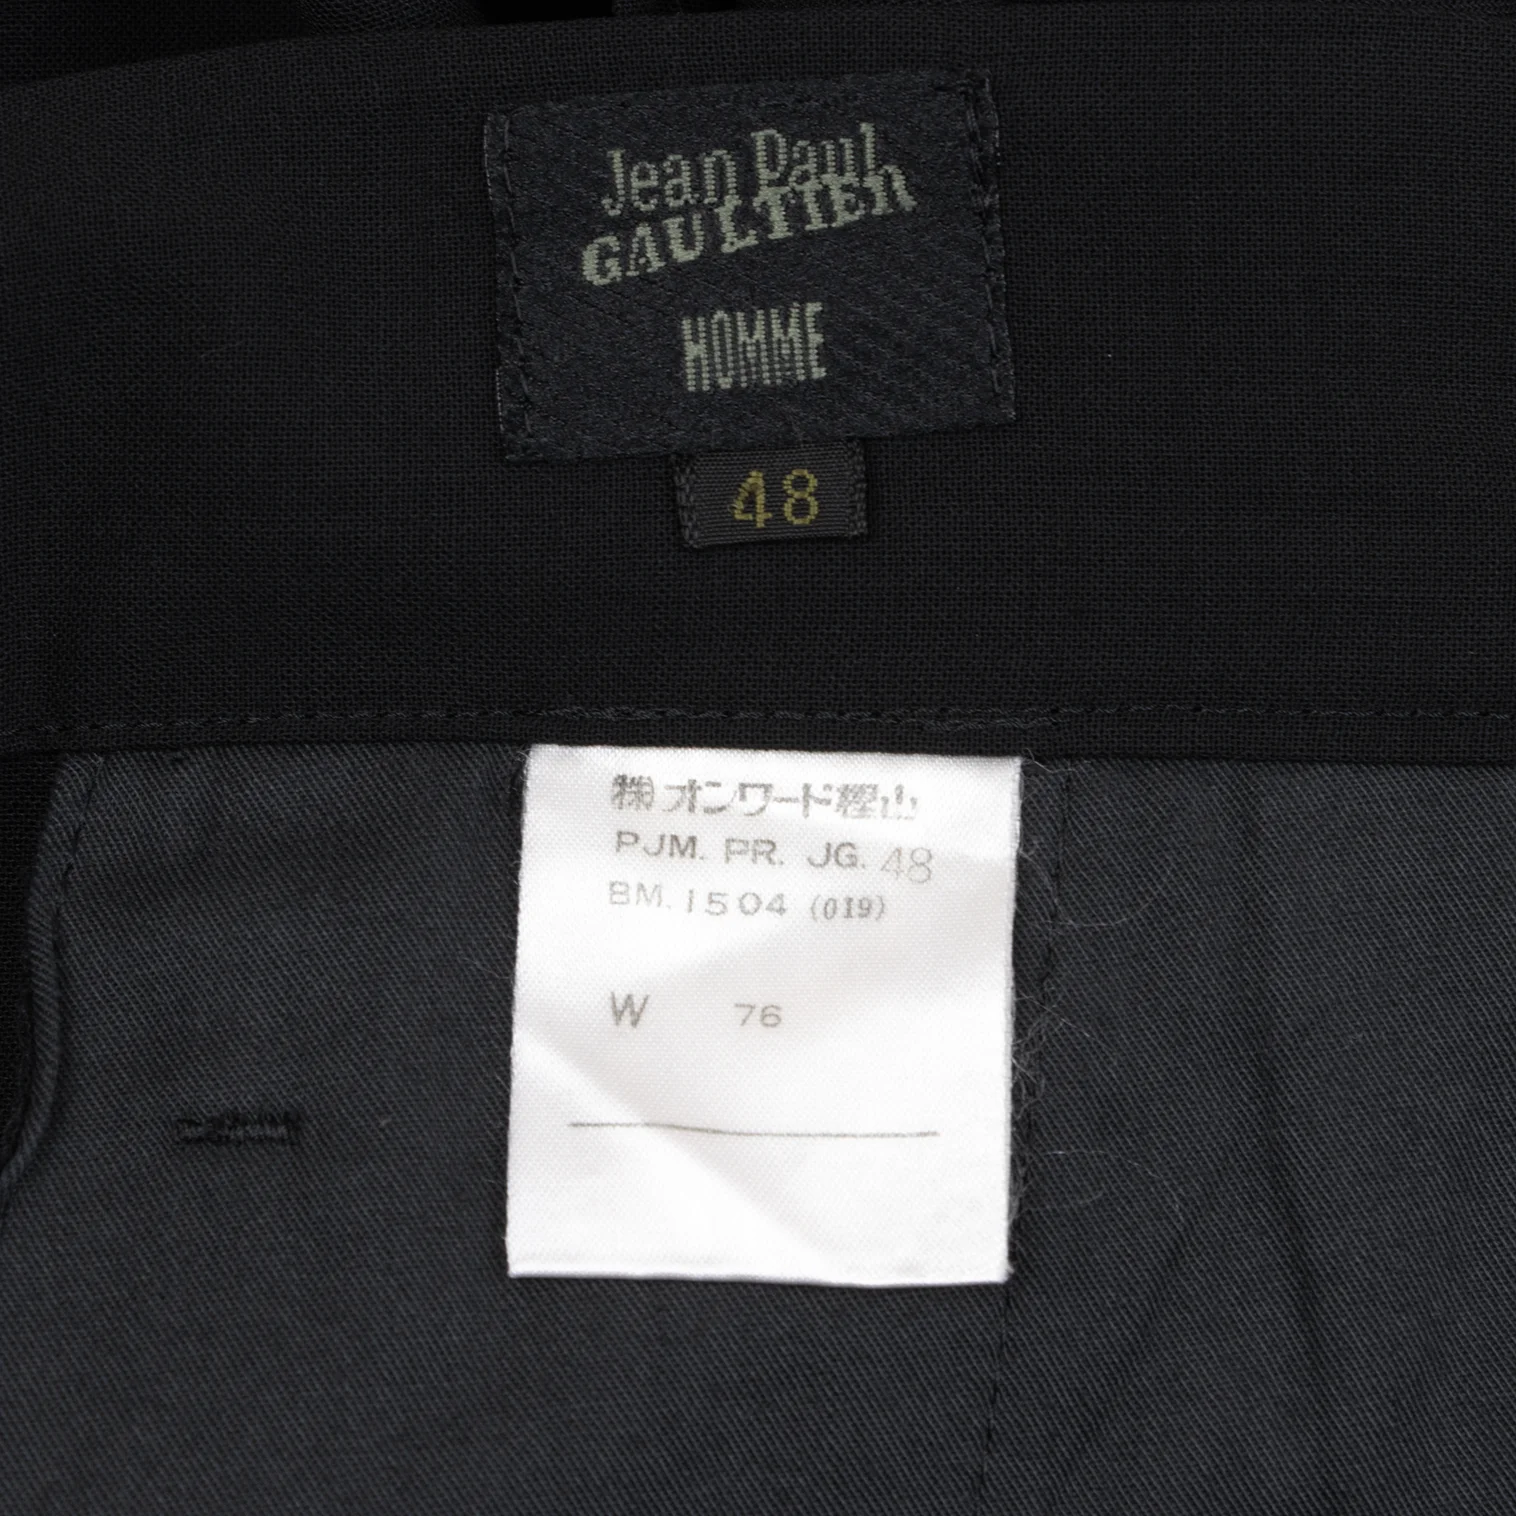 Jean Paul
GAULTIER
HOMME
48
㈱オンワード樫山
PJM. PR. JG. 48
BM. 1504 (019)
W 76